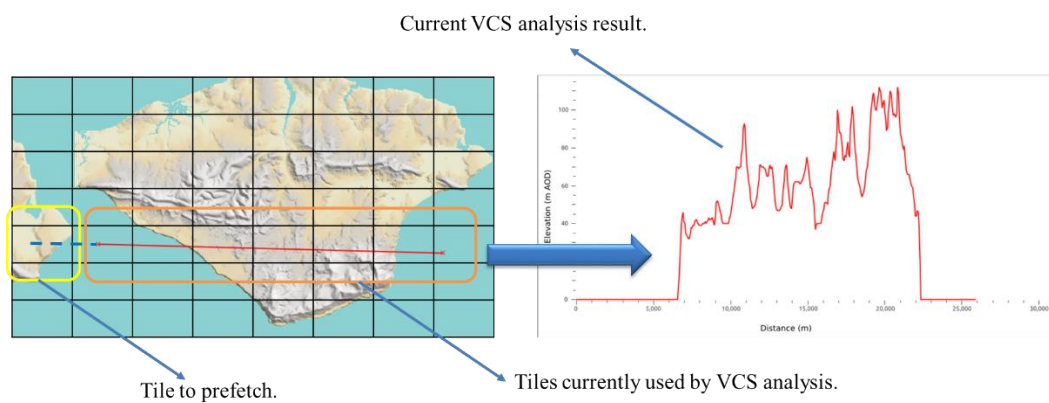 Current VCS analysis result.
100
80
60
40
20
0
Elevation (m AOD)
0
5,000
10,000
15,000
20,000
25,000
30,000
Distance (m)
Tile to prefetch.
Tiles currently used by VCS analysis.